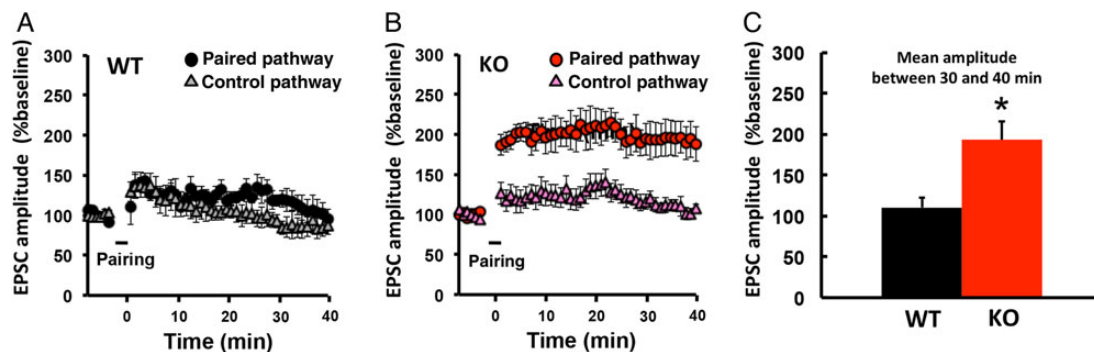 A
EPSC amplitude (%baseline)
300
250
200
150
100
50
0
WT
Paired pathway
Control pathway
Pairing
0 10 20 30 40
Time (min)
B
EPSC amplitude (%baseline)
300
250
200
150
100
50
0
KO
Paired pathway
Control pathway
Pairing
0 10 20 30 40
Time (min)
C
EPSC amplitude (%baseline)
300
250
200
150
100
50
0
Mean amplitude
between 30 and 40 min
*
WT KO